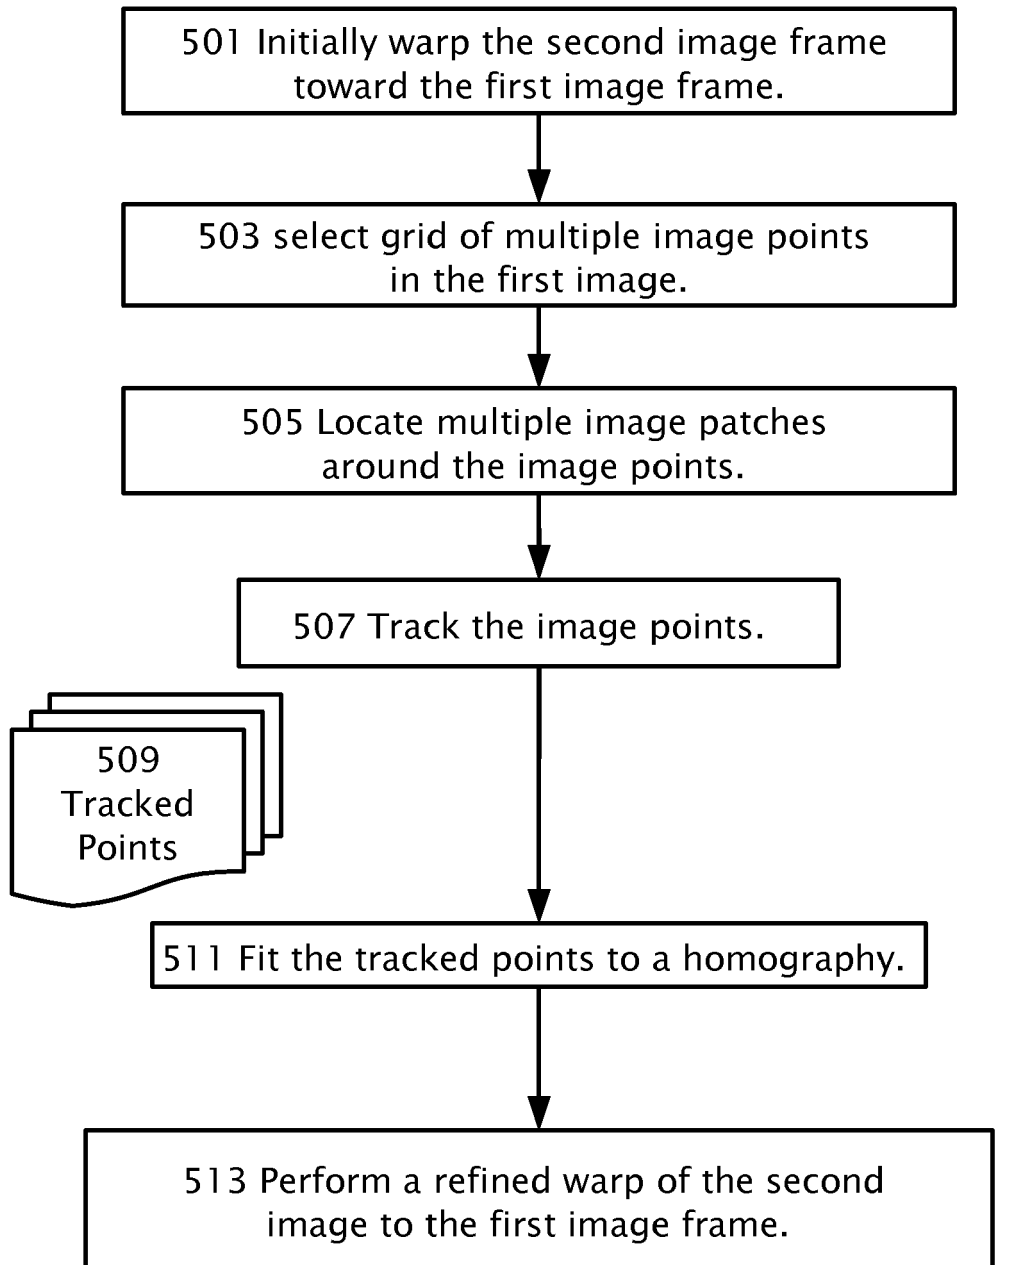 501 Initially warp the second image frame
toward the first image frame.
503 select grid of multiple image points
in the first image.
505 Locate multiple image patches
around the image points.
507 Track the image points.
509
Tracked
Points
511 Fit the tracked points to a homography.
513 Perform a refined warp of the second
image to the first image frame.